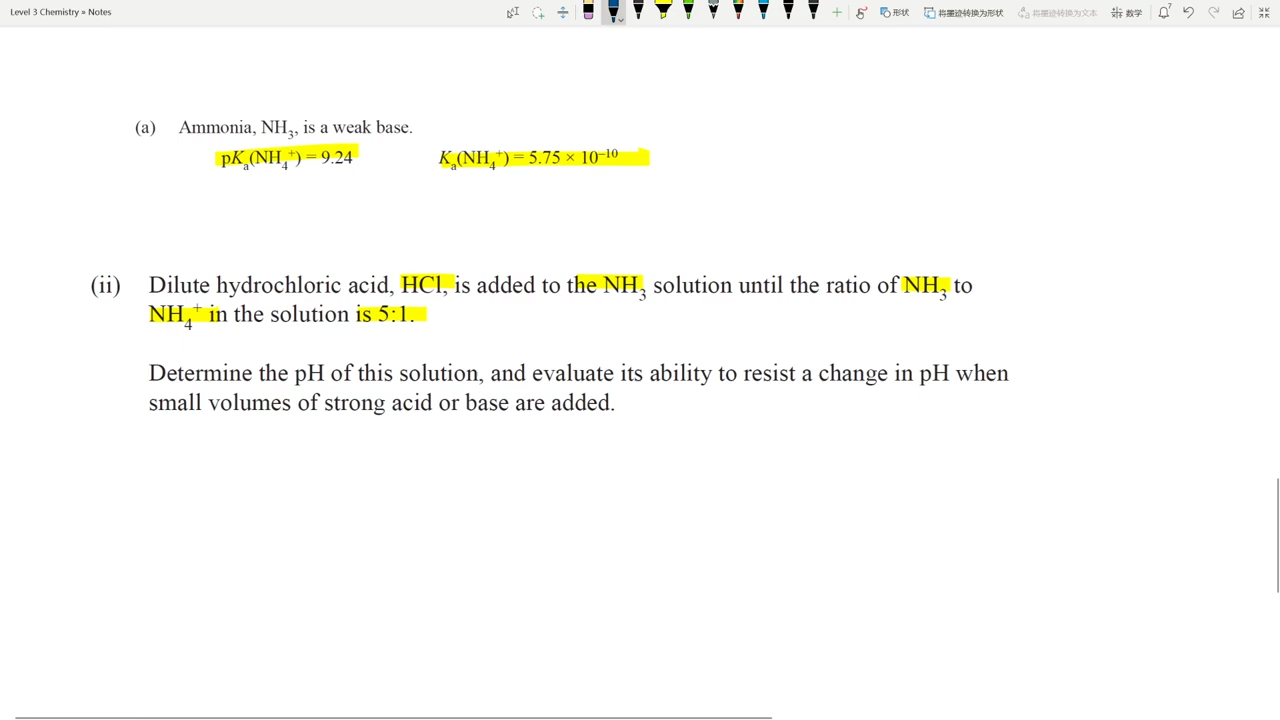 Level 3 Chemistry » Notes
形状
将墨迹转换为形状
将墨迹转换为文本
数学
7
(a) Ammonia, NH₃, is a weak base.
pKₐ(NH₄⁺) = 9.24 Kₐ(NH₄⁺) = 5.75 × 10⁻¹⁰
(ii) Dilute hydrochloric acid, HCl, is added to the NH₃ solution until the ratio of NH₃ to
NH₄⁺ in the solution is 5:1.
Determine the pH of this solution, and evaluate its ability to resist a change in pH when
small volumes of strong acid or base are added.